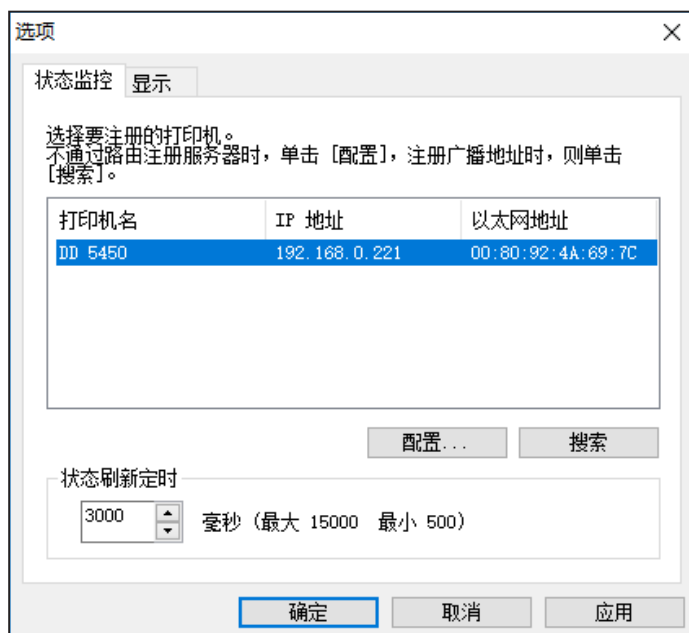 选项
状态监控 显示
选择要注册的打印机。
不通过路由注册服务器时，单击 [配置]，注册广播地址时，则单击
[搜索]。
打印机名 IP 地址 以太网地址
DD 5450 192.168.0.221 00:80:92:4A:69:7C
配置... 搜索
状态刷新定时
3000 毫秒 (最大 15000 最小 500)
确定 取消 应用